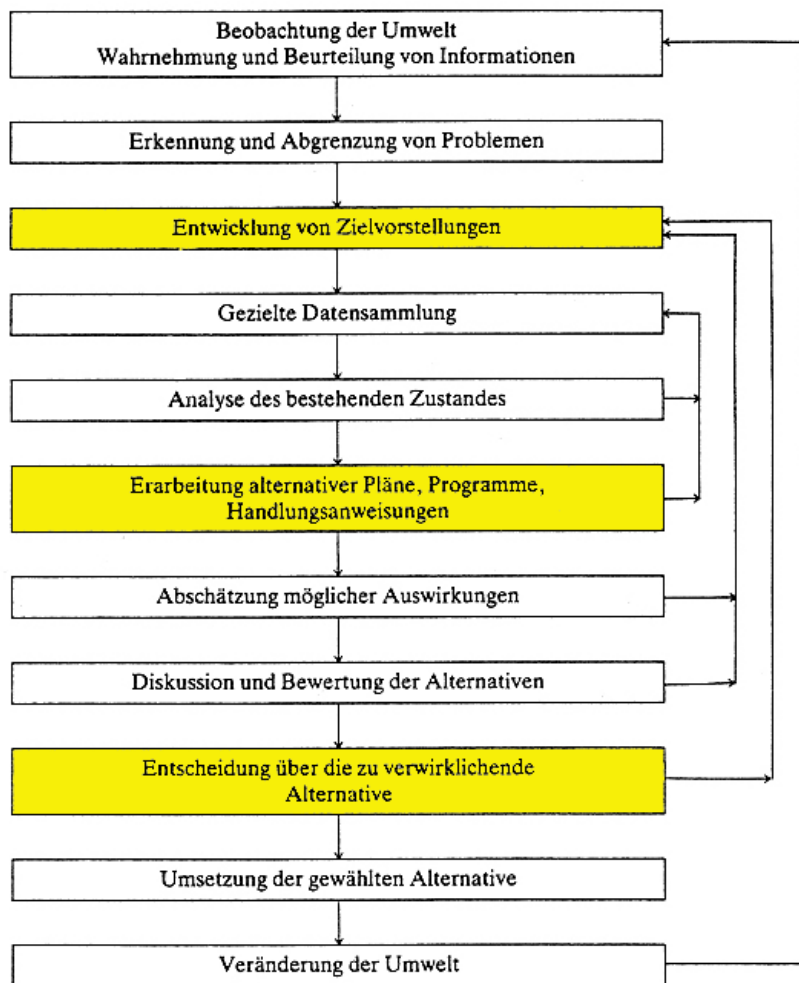 Beobachtung der Umwelt
Wahrnehmung und Beurteilung von Informationen
Erkennung und Abgrenzung von Problemen
Entwicklung von Zielvorstellungen
Gezielte Datensammlung
Analyse des bestehenden Zustandes
Erarbeitung alternativer Pläne, Programme,
Handlungsanweisungen
Abschätzung möglicher Auswirkungen
Diskussion und Bewertung der Alternativen
Entscheidung über die zu verwirklichende
Alternative
Umsetzung der gewählten Alternative
Veränderung der Umwelt